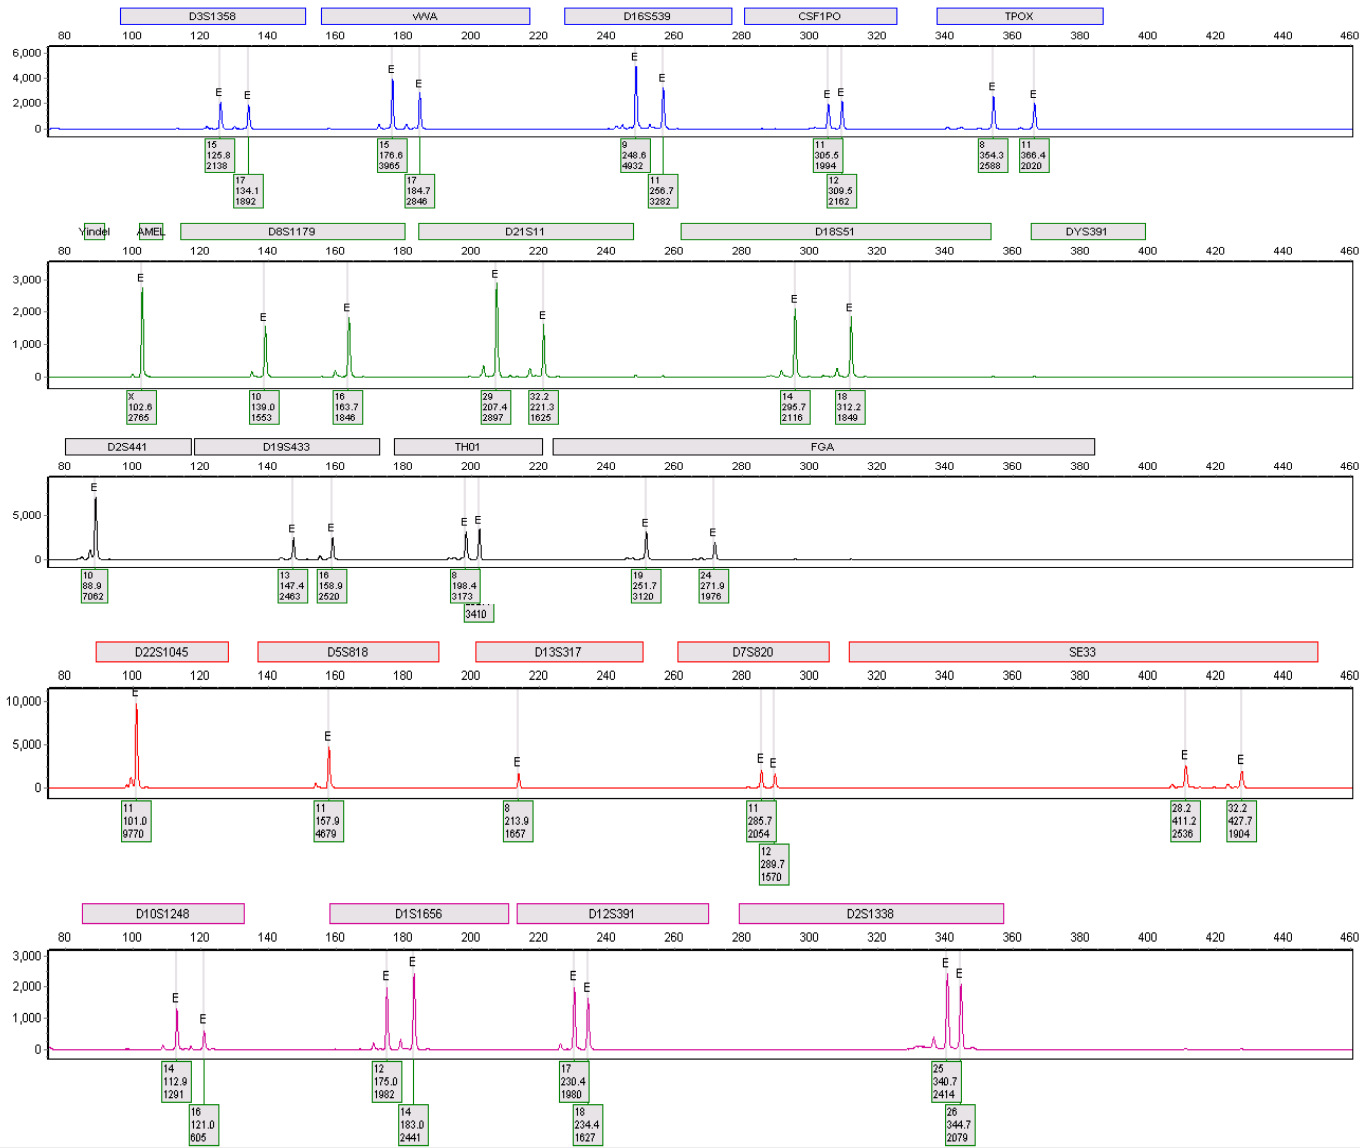 D3S1358 vWA D16S539 CSF1PO TPOX
80 100 120 140 160 180 200 220 240 260 280 300 320 340 360 380 400 420 440 460
6,000
4,000
2,000
0
E E E E E E E E E E
15 15 9 11 8 11
125.8 176.6 248.6 305.5 354.3 366.4
2138 3965 4932 1994 2588 2020
17 17 11 12
134.1 184.7 256.7 309.5
1892 2846 3282 2162
Yindel AMEL D8S1179 D21S11 D18S51 DYS391
80 100 120 140 160 180 200 220 240 260 280 300 320 340 360 380 400 420 440 460
3,000
2,000
1,000
0
E E E E E E E
X 10 16 29 32.2 14 18
102.6 139.0 163.7 207.4 221.3 295.7 312.2
2765 1553 1846 2897 1625 2116 1849
D2S441 D19S433 TH01 FGA
80 100 120 140 160 180 200 220 240 260 280 300 320 340 360 380 400 420 440 460
5,000
0
E E E E E E E
10 13 16 8 19 24
88.9 147.4 158.9 198.4 251.7 271.9
7062 2463 2520 3173 3120 1976
3410
D22S1045 D5S818 D13S317 D7S820 SE33
80 100 120 140 160 180 200 220 240 260 280 300 320 340 360 380 400 420 440 460
10,000
5,000
0
E E E E E E E
11 11 8 11 28.2 32.2
101.0 157.9 213.9 285.7 411.2 427.7
9770 4679 1657 2054 2536 1904
12
289.7
1570
D10S1248 D1S1656 D12S391 D2S1338
80 100 120 140 160 180 200 220 240 260 280 300 320 340 360 380 400 420 440 460
3,000
2,000
1,000
0
E E E E E E E E
14 12 17 25
112.9 175.0 230.4 340.7
1291 1982 1980 2414
16 14 18 26
121.0 183.0 234.4 344.7
605 2441 1627 2079